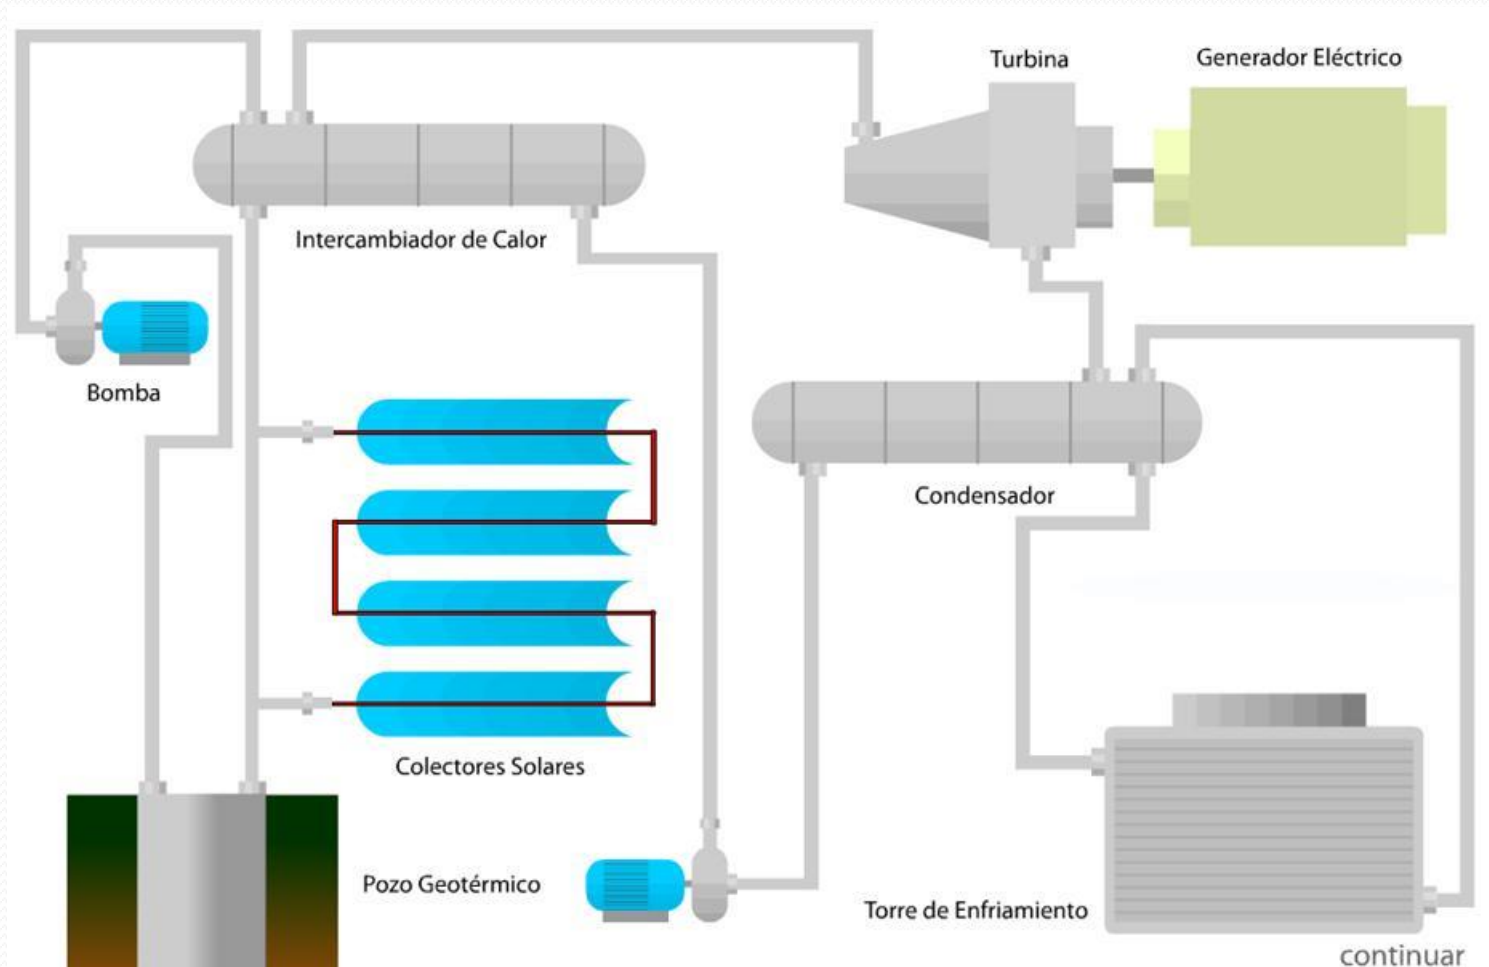 Turbina
Generador Eléctrico
Intercambiador de Calor
Bomba
Condensador
Colectores Solares
Pozo Geotérmico
Torre de Enfriamiento
continuar